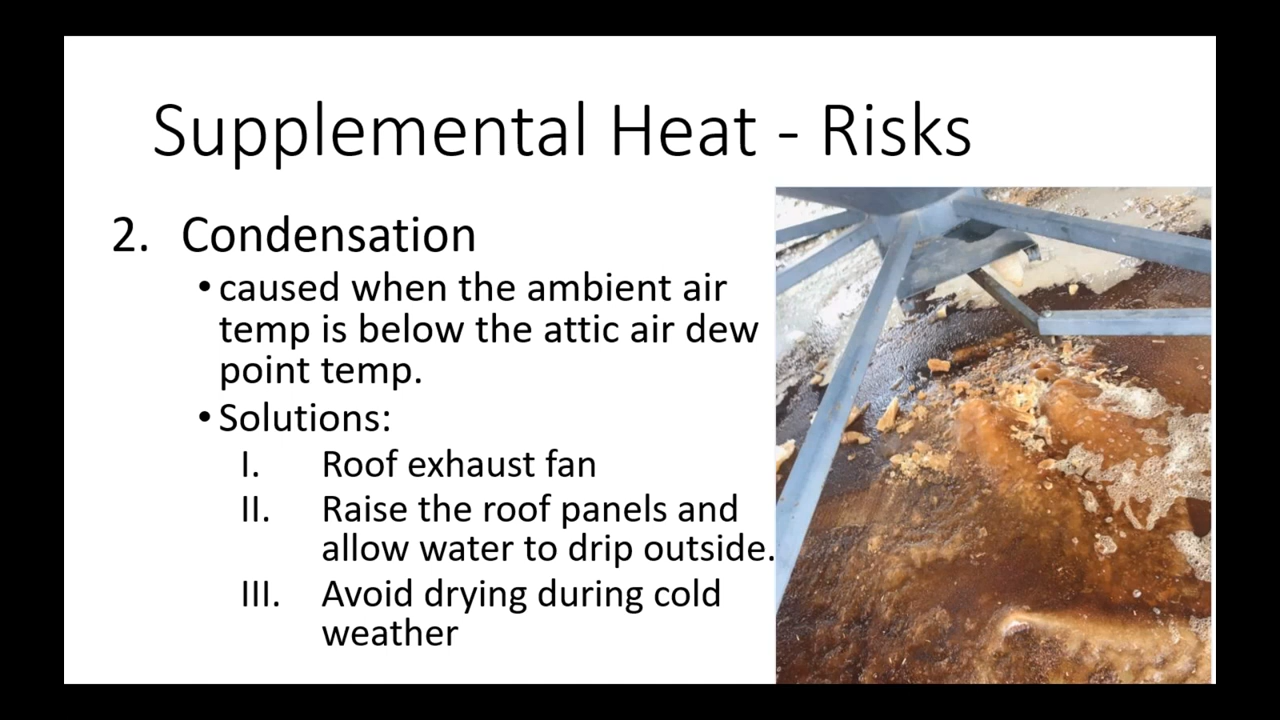 Supplemental Heat - Risks
2. Condensation
•caused when the ambient air
temp is below the attic air dew
point temp.
•Solutions:
I. Roof exhaust fan
II. Raise the roof panels and
allow water to drip outside.
III. Avoid drying during cold
weather